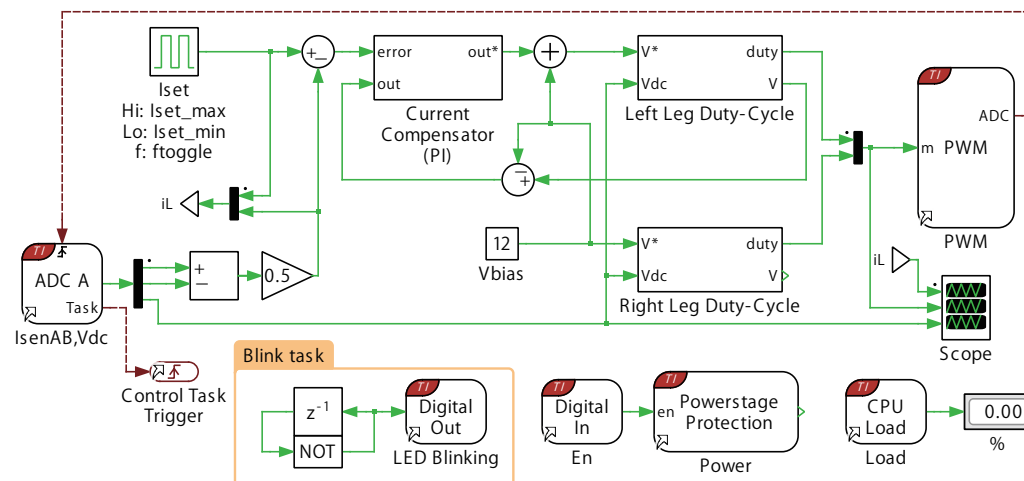 Iset
Hi: Iset_max
Lo: Iset_min
f: ftoggle
+
−
error
out*
out
Current
Compensator
(PI)
+
−
+
V*
duty
Vdc
V
Left Leg Duty-Cycle
TI
ADC
m
PWM
PWM
iL
TI
ADC A
Task
IsenAB,Vdc
+
−
0.5
12
Vbias
V*
duty
Vdc
V
Right Leg Duty-Cycle
iL
Scope
Control Task
Trigger
Blink task
z-1
NOT
TI
Digital
Out
LED Blinking
TI
Digital
In
En
TI
en
Powerstage
Protection
Power
TI
CPU
Load
Load
0.00
%